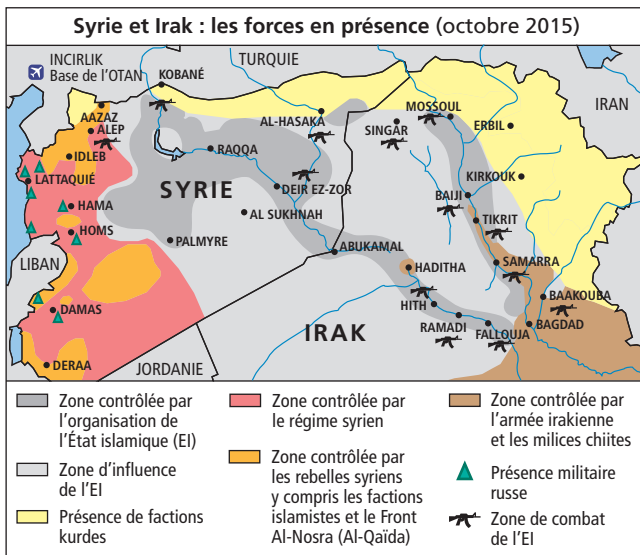 Syrie et Irak : les forces en présence (octobre 2015)
INCIRLIK
Base de l'OTAN
TURQUIE
KOBANÉ
IRAN
AAZAZ
ALEP
AL-HASAKA
MOSSOUL
SINGAR
ERBIL
IDLEB
RAQQA
LATTAQUIÉ
SYRIE
DEIR EZ-ZOR
KIRKOUK
BAIJI
HAMA
AL SUKHNAH
TIKRIT
HOMS
PALMYRE
ABUKAMAL
SAMARRA
LIBAN
HADITHA
BAAKOUBA
DAMAS
HITH
IRAK
RAMADI
FALLOUJA
BAGDAD
DERAA
JORDANIE
Zone contrôlée par
l'organisation de
l'État islamique (EI)
Zone d'influence
de l'EI
Présence de factions
kurdes
Zone contrôlée par
le régime syrien
Zone contrôlée par
les rebelles syriens
y compris les factions
islamistes et le Front
Al-Nosra (Al-Qaïda)
Zone contrôlée par
l'armée irakienne
et les milices chiites
Présence militaire
russe
Zone de combat
de l'EI